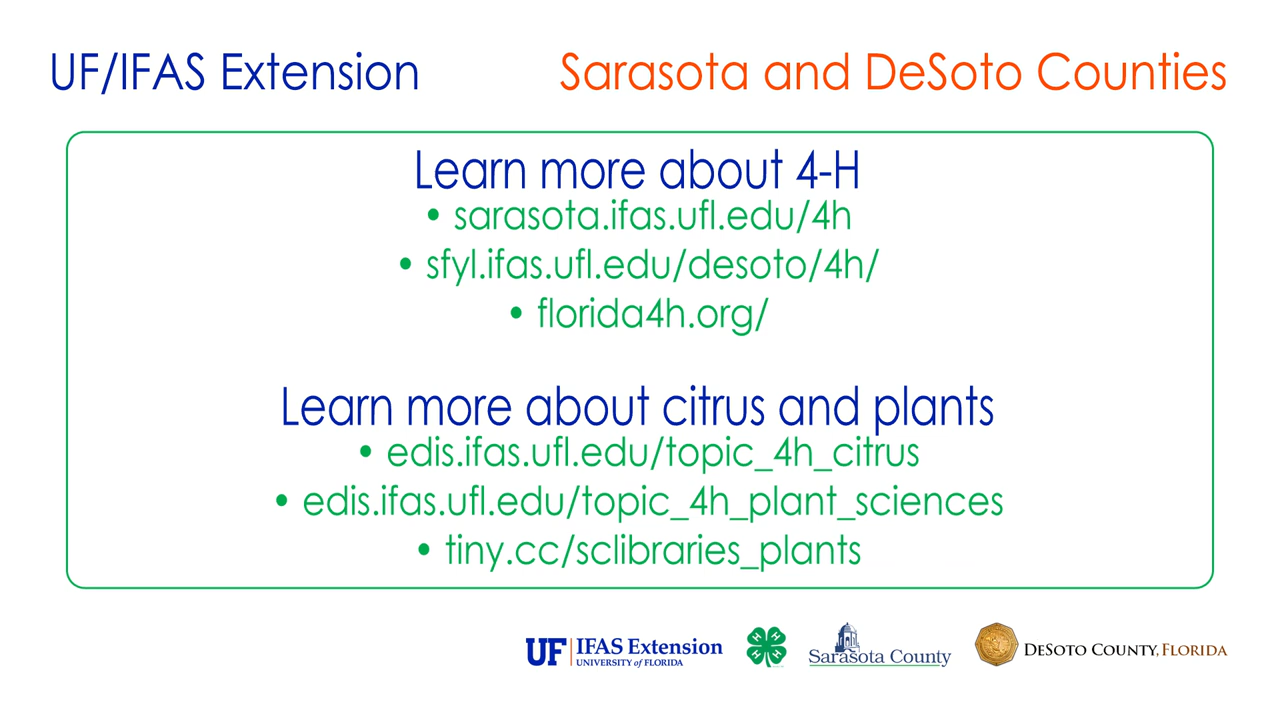 UF/IFAS Extension Sarasota and DeSoto Counties
Learn more about 4-H
• sarasota.ifas.ufl.edu/4h
• sfyl.ifas.ufl.edu/desoto/4h/
• florida4h.org/
Learn more about citrus and plants
• edis.ifas.ufl.edu/topic_4h_citrus
• edis.ifas.ufl.edu/topic_4h_plant_sciences
• tiny.cc/sclibraries_plants
UF IFAS Extension
UNIVERSITY of FLORIDA
H H H H
Sarasota County
DESOTO COUNTY, FLORIDA